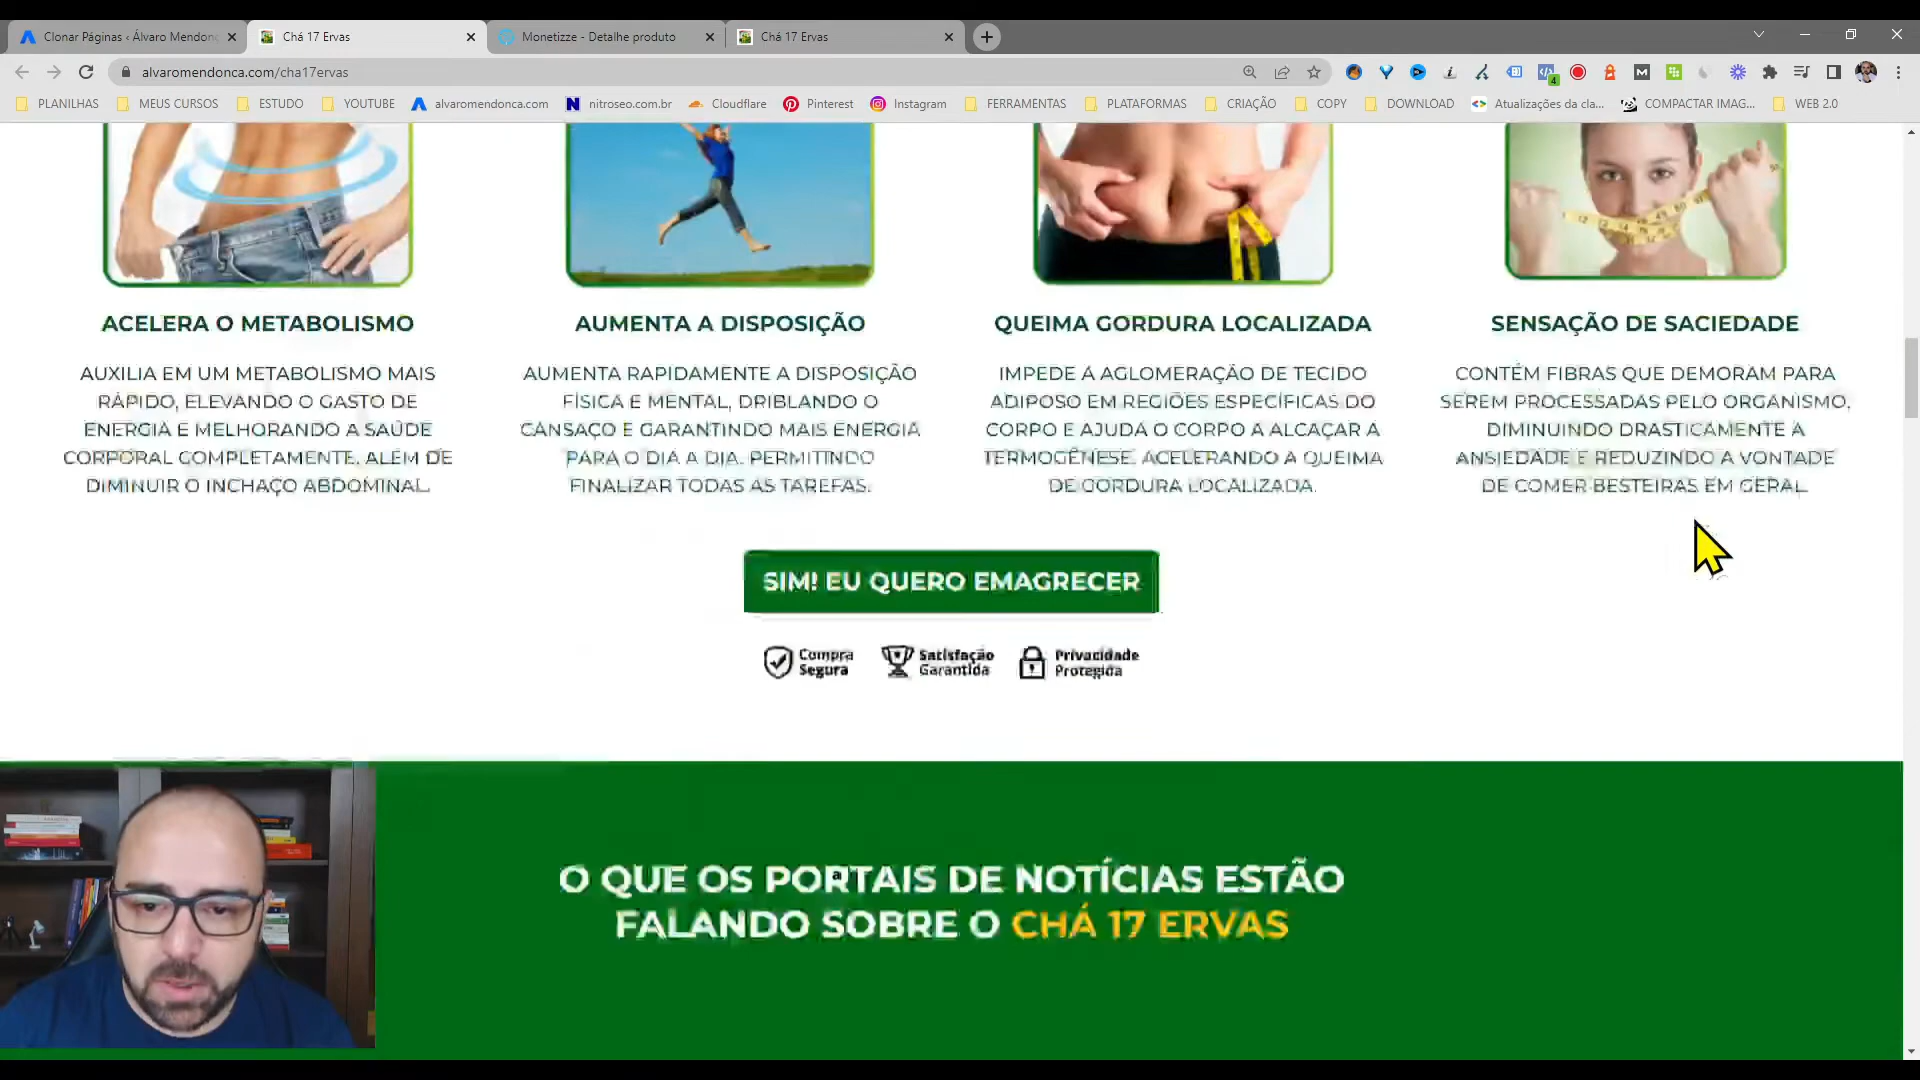 Clonar Páginas ‹ Álvaro Mendon
Chá 17 Ervas
Monetizze - Detalhe produto
Chá 17 Ervas
alvaromendonca.com/cha17ervas
PLANILHAS
MEUS CURSOS
ESTUDO
YOUTUBE
alvaromendonca.com
nitroseo.com.br
Cloudflare
Pinterest
Instagram
FERRAMENTAS
PLATAFORMAS
CRIAÇÃO
COPY
DOWNLOAD
Atualizações da cla...
COMPACTAR IMAG...
WEB 2.0
ACELERA O METABOLISMO
AUXILIA EM UM METABOLISMO MAIS
RÁPIDO, ELEVANDO O GASTO DE
ENERGIA E MELHORANDO A SAÚDE
CORPORAL COMPLETAMENTE. ALÉM DE
DIMINUIR O INCHAÇO ABDOMINAL.
AUMENTA A DISPOSIÇÃO
AUMENTA RAPIDAMENTE A DISPOSIÇÃO
FÍSICA E MENTAL, DRIBLANDO O
CANSAÇO E GARANTINDO MAIS ENERGIA
PARA O DIA A DIA. PERMITINDO
FINALIZAR TODAS AS TAREFAS.
QUEIMA GORDURA LOCALIZADA
IMPEDE A AGLOMERAÇÃO DE TECIDO
ADIPOSO EM REGIÕES ESPECÍFICAS DO
CORPO E AJUDA O CORPO A ALCAÇAR A
TERMOGÊNESE. ACELERANDO A QUEIMA
DE GORDURA LOCALIZADA.
SENSAÇÃO DE SACIEDADE
CONTÉM FIBRAS QUE DEMORAM PARA
SEREM PROCESSADAS PELO ORGANISMO,
DIMINUINDO DRASTICAMENTE A
ANSIEDADE E REDUZINDO A VONTADE
DE COMER BESTEIRAS EM GERAL.
SIM! EU QUERO EMAGRECER
Compra
Segura
Satisfação
Garantida
Privacidade
Protegida
O QUE OS PORTAIS DE NOTÍCIAS ESTÃO
FALANDO SOBRE O CHÁ 17 ERVAS